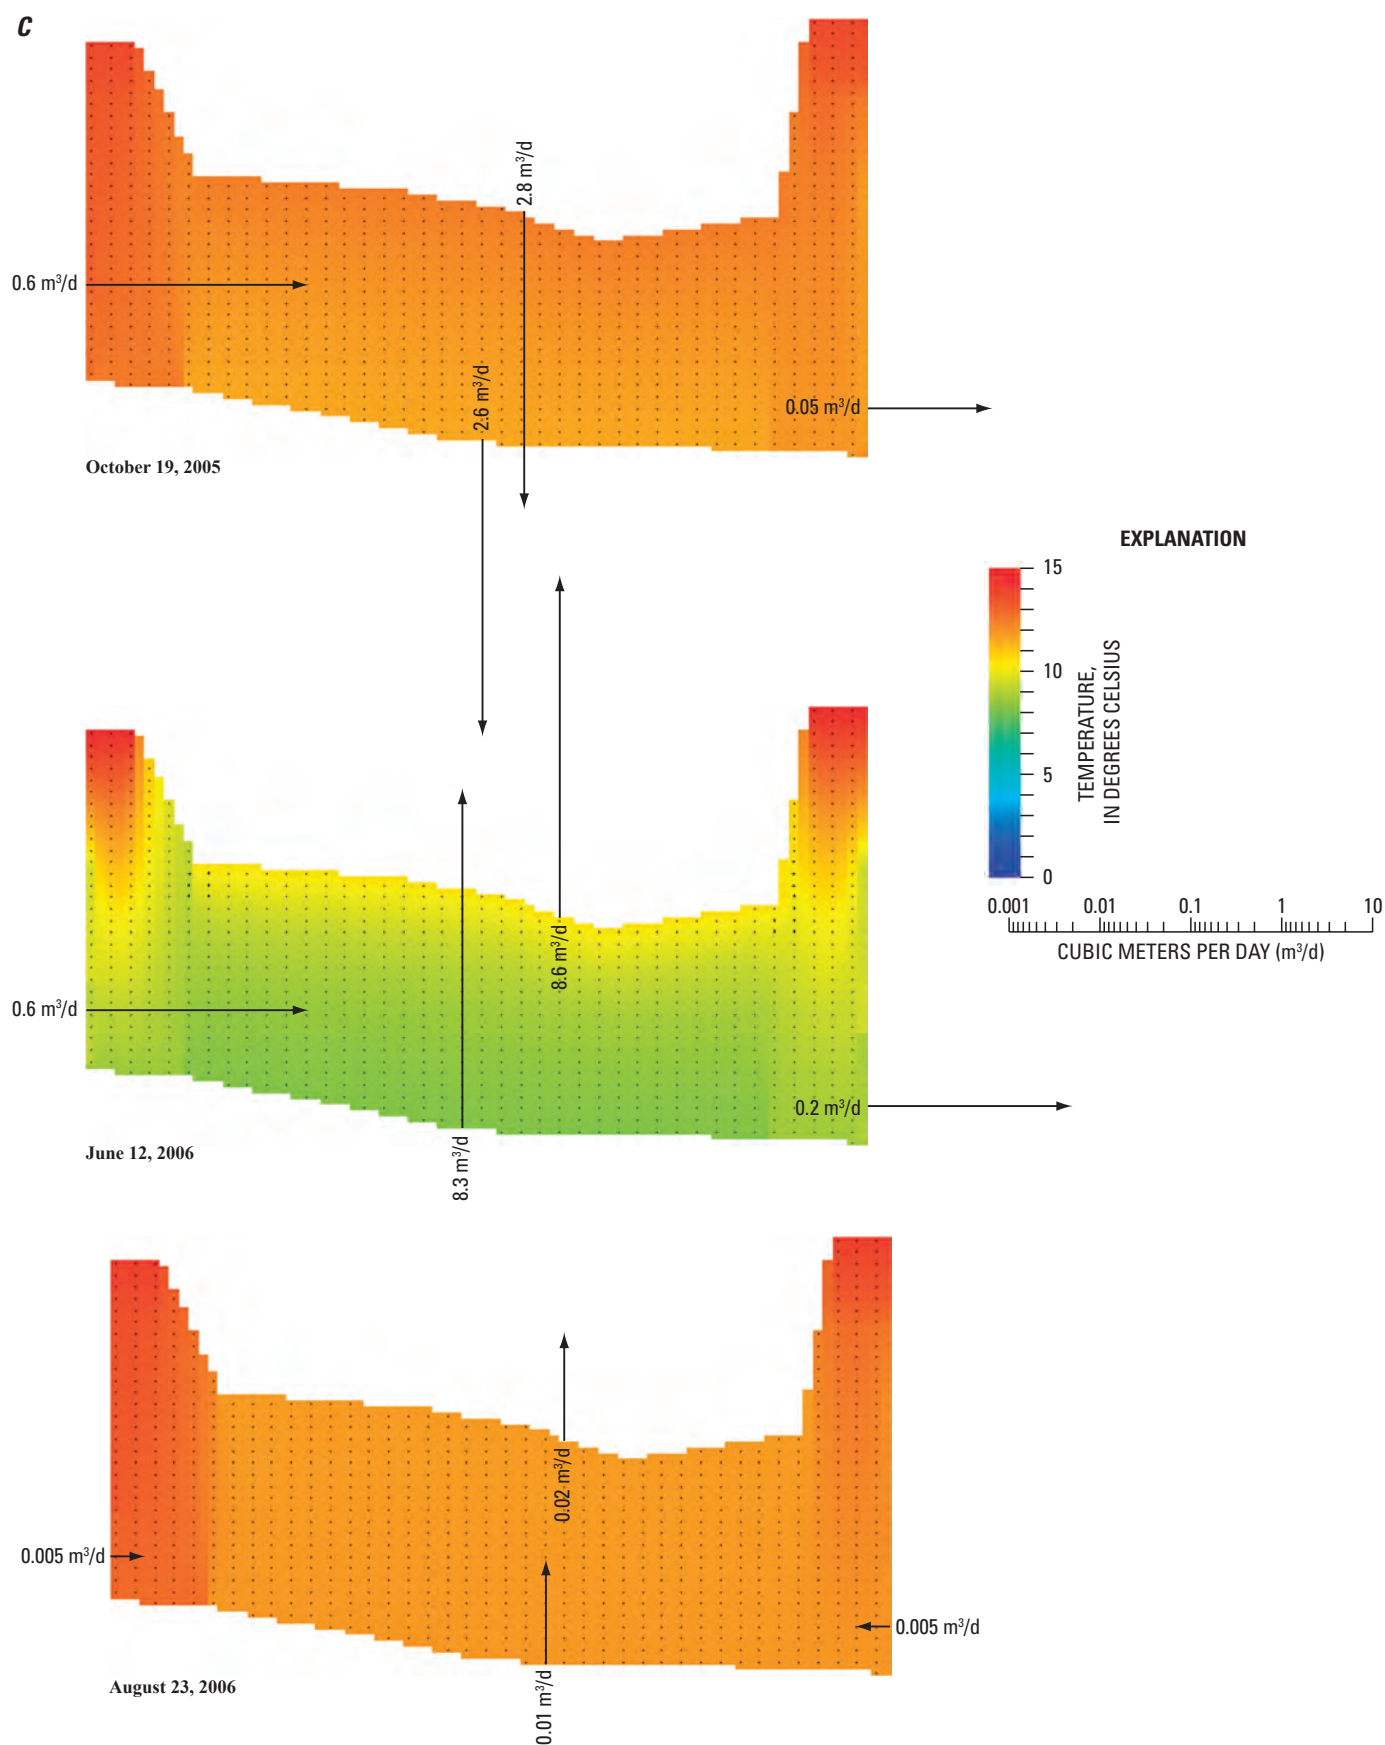 C
2.8 m³/d
0.6 m³/d
2.6 m³/d
0.05 m³/d
October 19, 2005
EXPLANATION
15
10
5
0
TEMPERATURE,
IN DEGREES CELSIUS
0.001 0.01 0.1 1 10
CUBIC METERS PER DAY (m³/d)
8.6 m³/d
0.6 m³/d
0.2 m³/d
8.3 m³/d
June 12, 2006
0.02 m³/d
0.005 m³/d
0.005 m³/d
0.01 m³/d
August 23, 2006